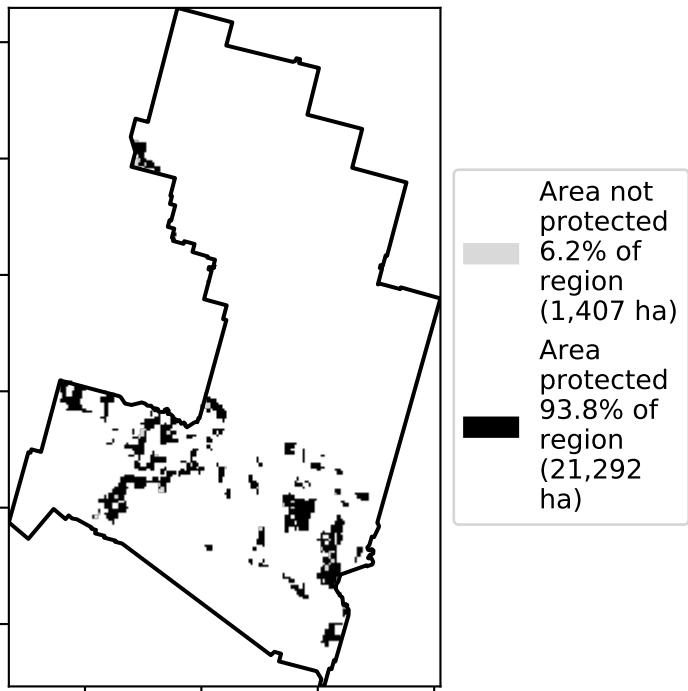 Area not
protected
6.2% of
region
(1,407 ha)
Area
protected
93.8% of
region
(21,292
ha)